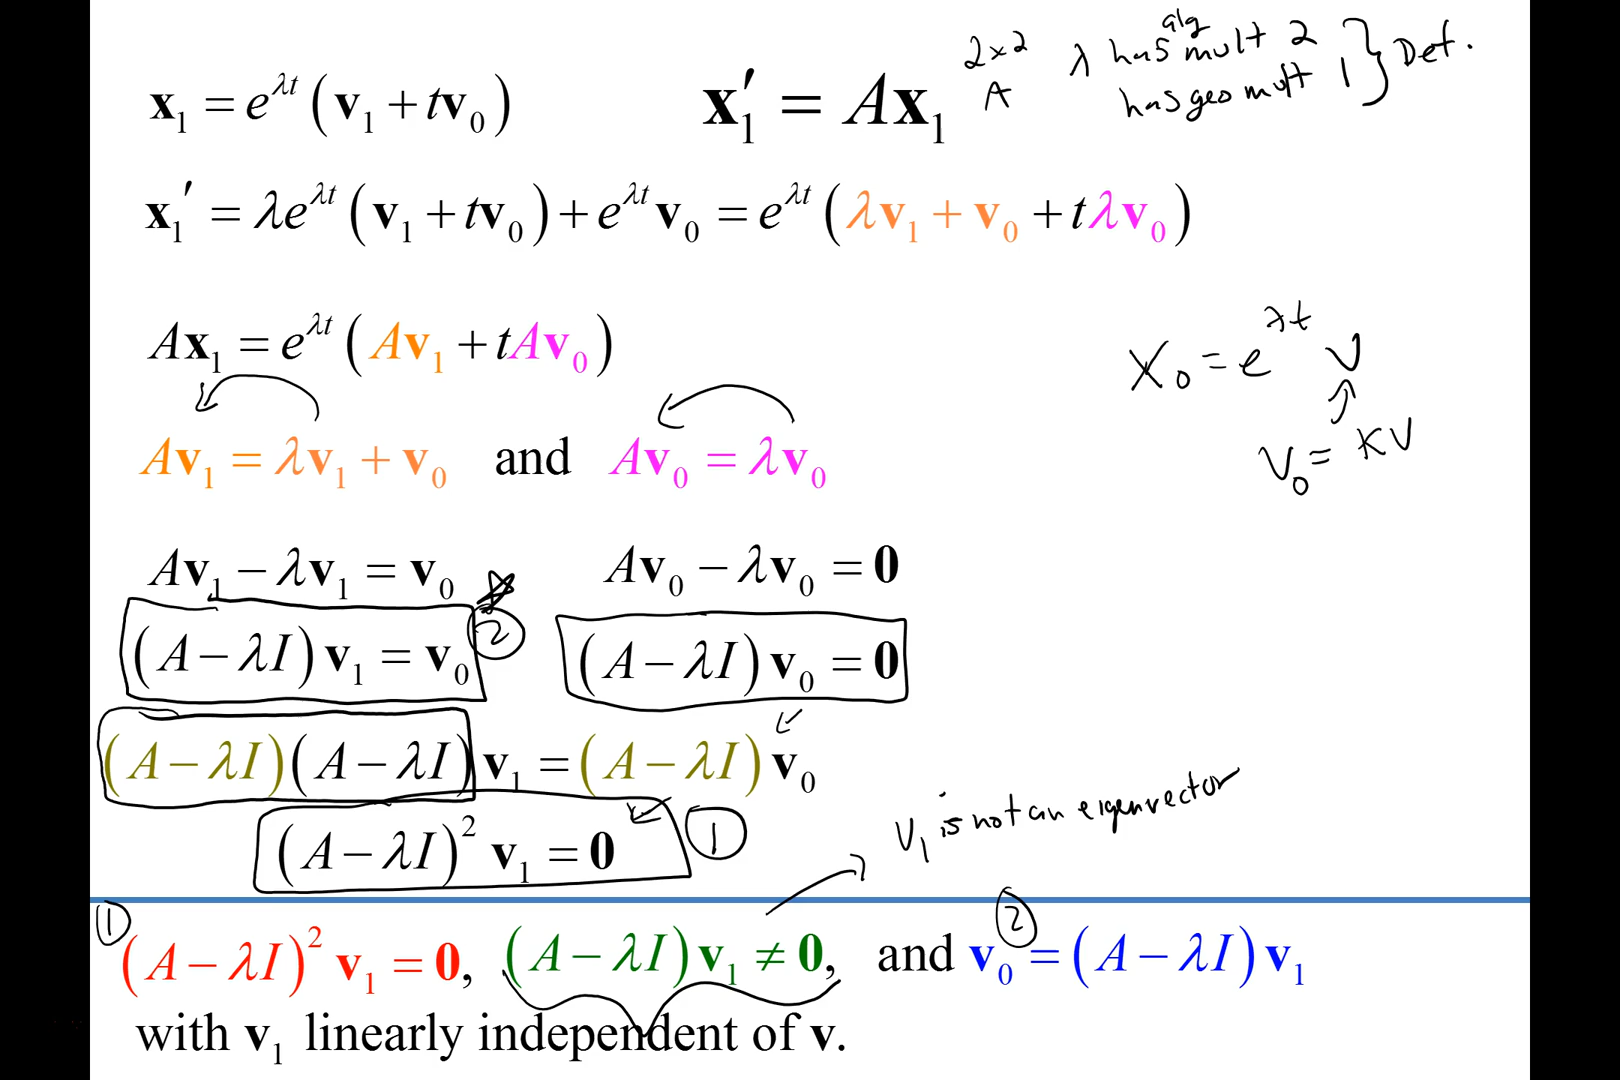 x₁ = e^{λt}(v₁ + tv₀)
x₁′ = Ax₁
2x2 A
λ has alg mult 2
has geo mult 1 } Def.
x₁′ = λe^{λt}(v₁ + tv₀) + e^{λt}v₀ = e^{λt}(λv₁ + v₀ + tλv₀)
Ax₁ = e^{λt}(Av₁ + tAv₀)
X₀ = e^{λt} v
v₀ = kv
Av₁ = λv₁ + v₀ and Av₀ = λv₀
Av₁ − λv₁ = v₀
Av₀ − λv₀ = 0
(A − λI)v₁ = v₀ ②
(A − λI)v₀ = 0
(A − λI)(A − λI)v₁ = (A − λI)v₀
(A − λI)²v₁ = 0 ①
v₁ is not an eigenvector
① ②
(A − λI)²v₁ = 0, (A − λI)v₁ ≠ 0, and v₀ = (A − λI)v₁
with v₁ linearly independent of v.